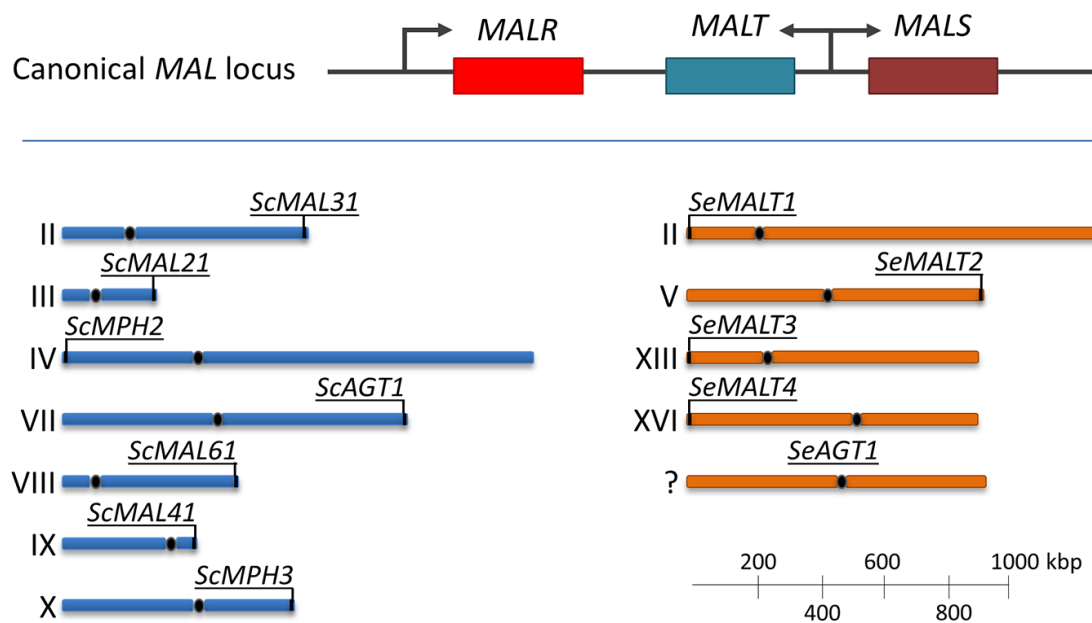 MALR MALT MALS
Canonical MAL locus
ScMAL31
II
ScMAL21
III
ScMPH2
IV
ScAGT1
VII
ScMAL61
VIII
ScMAL41
IX
ScMPH3
X
SeMALT1
II
SeMALT2
V
SeMALT3
XIII
SeMALT4
XVI
SeAGT1
?
200 600 1000 kbp
400 800